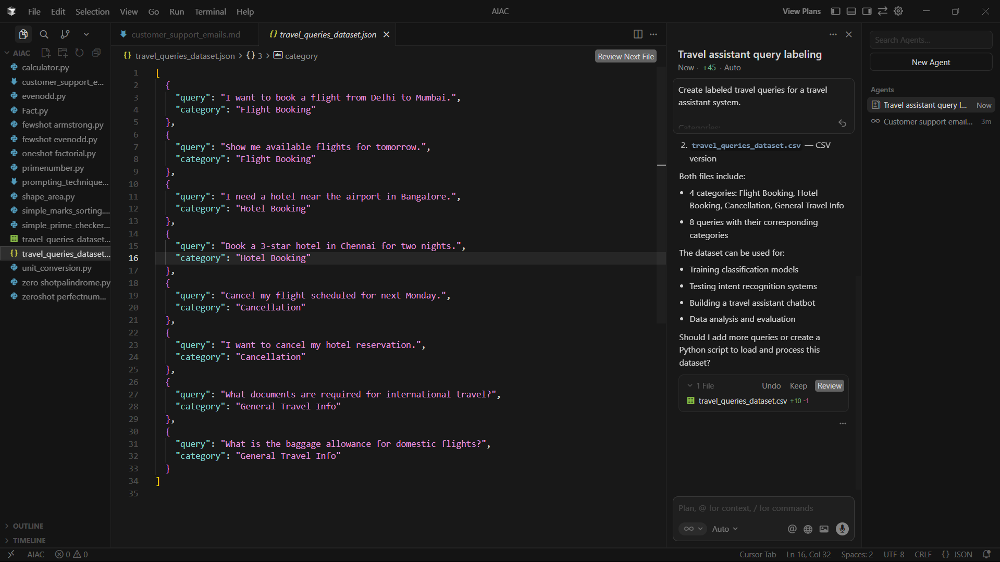 File Edit Selection View Go Run Terminal Help
AIAC
View Plans
AIAC
calculator.py
customer_support_e...
evenodd.py
Fact.py
fewshot armstrong.py
fewshot evenodd.py
oneshot factorial.py
primenumber.py
prompting_technique...
shape_area.py
simple_marks_sorting....
simple_prime_checker...
travel_queries_dataset...
travel_queries_dataset...
unit_conversion.py
zero shotpalindrome.py
zeroshot perfectnum...
OUTLINE
TIMELINE
customer_support_emails.md
{} travel_queries_dataset.json
{} travel_queries_dataset.json > {} 3 > abc category
Review Next File
1 [
2 {
3 "query": "I want to book a flight from Delhi to Mumbai.",
4 "category": "Flight Booking"
5 },
6 {
7 "query": "Show me available flights for tomorrow.",
8 "category": "Flight Booking"
9 },
10 {
11 "query": "I need a hotel near the airport in Bangalore.",
12 "category": "Hotel Booking"
13 },
14 {
15 "query": "Book a 3-star hotel in Chennai for two nights.",
16 "category": "Hotel Booking"
17 },
18 {
19 "query": "Cancel my flight scheduled for next Monday.",
20 "category": "Cancellation"
21 },
22 {
23 "query": "I want to cancel my hotel reservation.",
24 "category": "Cancellation"
25 },
26 {
27 "query": "What documents are required for international travel?",
28 "category": "General Travel Info"
29 },
30 {
31 "query": "What is the baggage allowance for domestic flights?",
32 "category": "General Travel Info"
33 }
34 ]
35
Travel assistant query labeling
Now · +45 · Auto
Create labeled travel queries for a travel
assistant system.
Categories:
2. travel_queries_dataset.csv — CSV
version
Both files include:
• 4 categories: Flight Booking, Hotel
Booking, Cancellation, General Travel Info
• 8 queries with their corresponding
categories
The dataset can be used for:
• Training classification models
• Testing intent recognition systems
• Building a travel assistant chatbot
• Data analysis and evaluation
Should I add more queries or create a
Python script to load and process this
dataset?
1 File Undo Keep Review
travel_queries_dataset.csv +10 -1
Plan, @ for context, / for commands
∞ Auto @
Search Agents...
New Agent
Agents
Travel assistant query l... Now
∞ Customer support email... 3m
AIAC 0 0
Cursor Tab Ln 16, Col 32 Spaces: 2 UTF-8 CRLF {} JSON